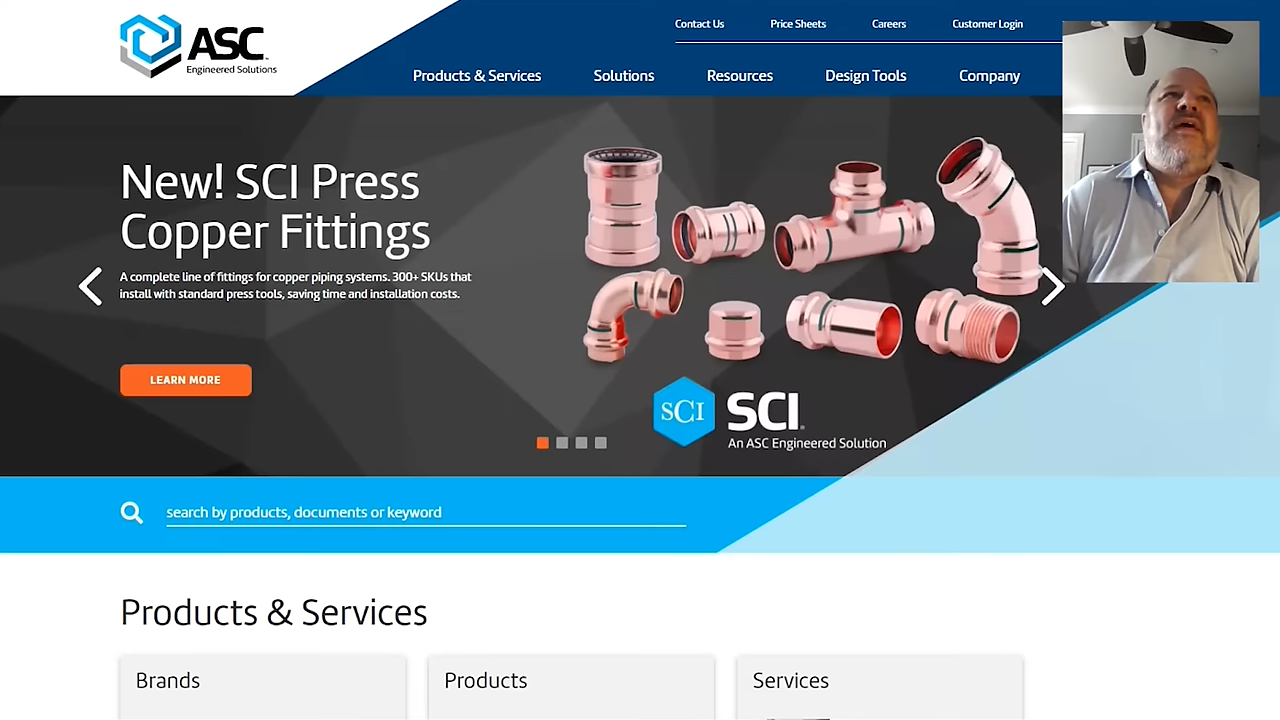 ASC
Engineered Solutions
Contact Us
Price Sheets
Careers
Customer Login
Products & Services
Solutions
Resources
Design Tools
Company
New! SCI Press
Copper Fittings
A complete line of fittings for copper piping systems. 300+ SKUs that
install with standard press tools, saving time and installation costs.
LEARN MORE
SCI
SCI
An ASC Engineered Solution
search by products, documents or keyword
Products & Services
Brands
Products
Services